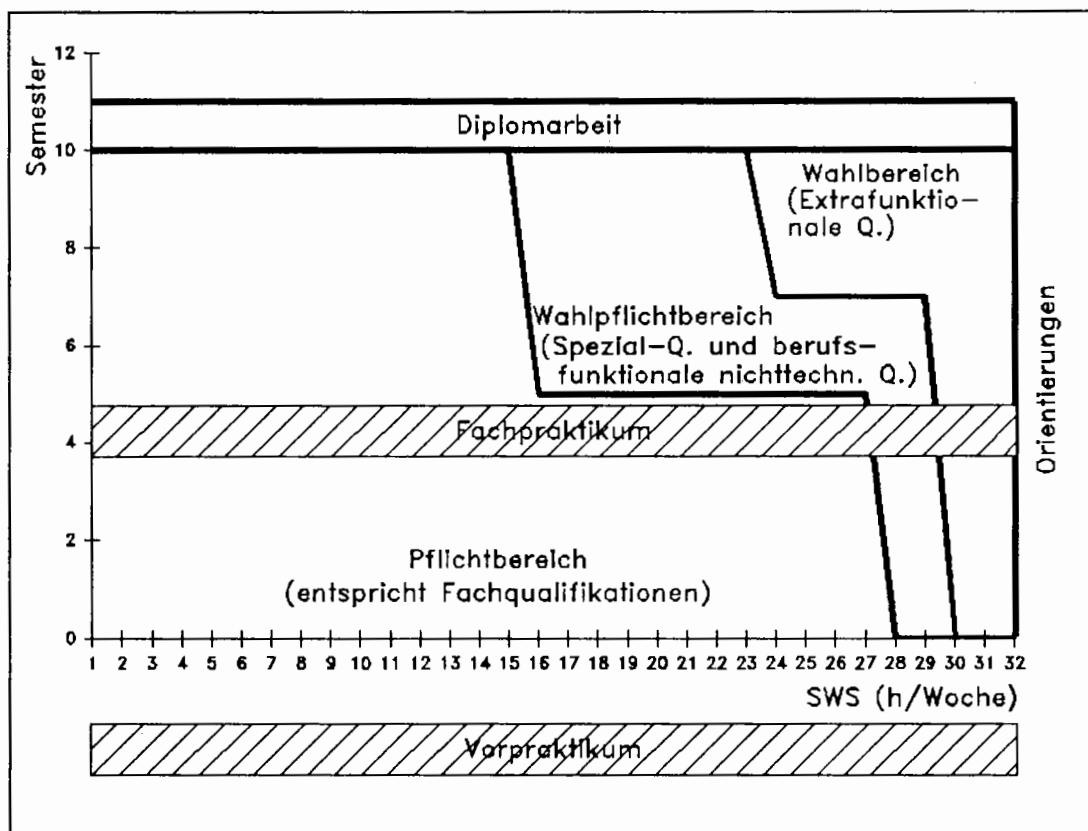 Semester
12
Diplomarbeit
10
Wahlbereich
(Extrafunktio-
nale Q.)
8
Wahlpflichtbereich
(Spezial-Q. und berufs-
funktionale nichttechn. Q.)
6
Orientierungen
Fachpraktikum
4
Pflichtbereich
(entspricht Fachqualifikationen)
2
0
1 2 3 4 5 6 7 8 9 10 11 12 13 14 15 16 17 18 19 20 21 22 23 24 25 26 27 28 29 30 31 32
SWS (h/Woche)
Vorpraktikum